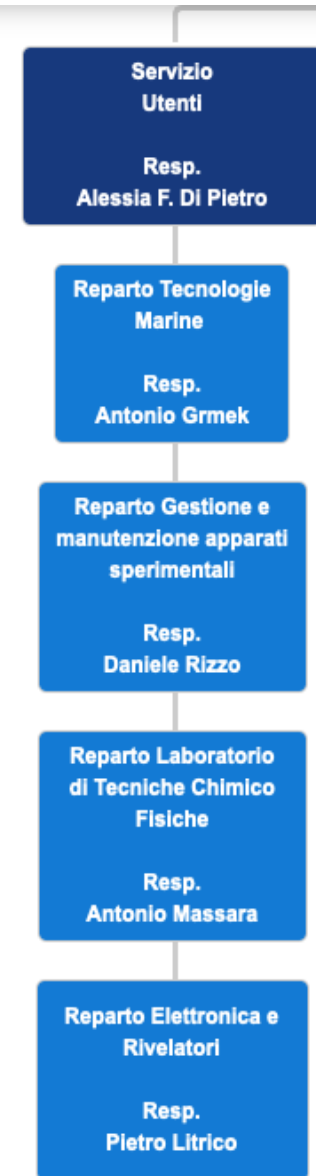 Servizio
Utenti
Resp.
Alessia F. Di Pietro
Reparto Tecnologie
Marine
Resp.
Antonio Grmek
Reparto Gestione e
manutenzione apparati
sperimentali
Resp.
Daniele Rizzo
Reparto Laboratorio
di Tecniche Chimico
Fisiche
Resp.
Antonio Massara
Reparto Elettronica e
Rivelatori
Resp.
Pietro Litrico